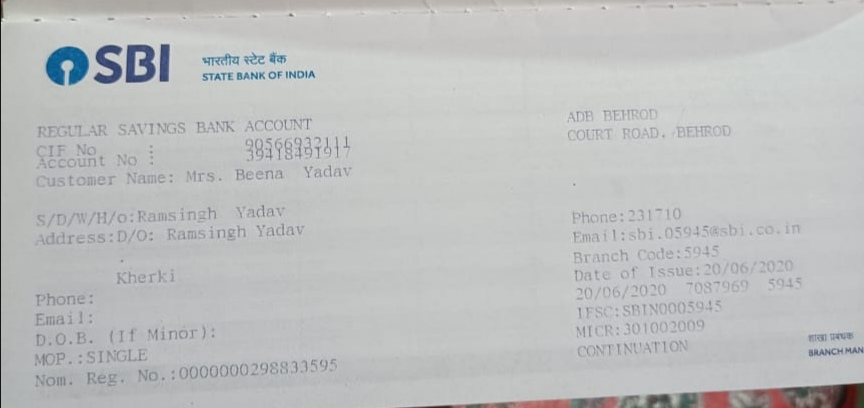 SBI
भारतीय स्टेट बैंक
STATE BANK OF INDIA
REGULAR SAVINGS BANK ACCOUNT
CIF No :
Account No :
Customer Name: Mrs. Beena Yadav
S/D/W/H/o:Ramsingh Yadav
Address:D/O: Ramsingh Yadav
.
Kherki
Phone:
Email:
D.O.B. (If Minor):
MOP.:SINGLE
Nom. Reg. No.:0000000298833595
ADB BEHROD
COURT ROAD, BEHROD
.
Phone:231710
Email:sbi.05945@sbi.co.in
Branch Code:5945
Date of Issue:20/06/2020
20/06/2020 7087969 5945
IFSC:SBIN0005945
MICR:301002009
CONTINUATION
शाखा प्रबंधक
BRANCH MAN